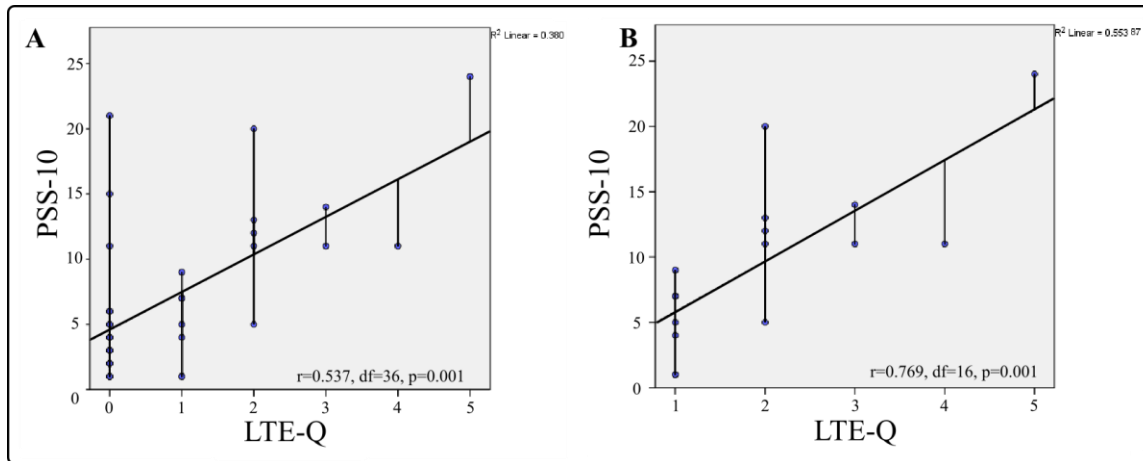 A
R² Linear = 0.380
PSS-10
25
20
15
10
5
0
r=0.537, df=36, p=0.001
0 1 2 3 4 5
LTE-Q
B
R² Linear = 0.553 87
PSS-10
25
20
15
10
5
0
r=0.769, df=16, p=0.001
1 2 3 4 5
LTE-Q